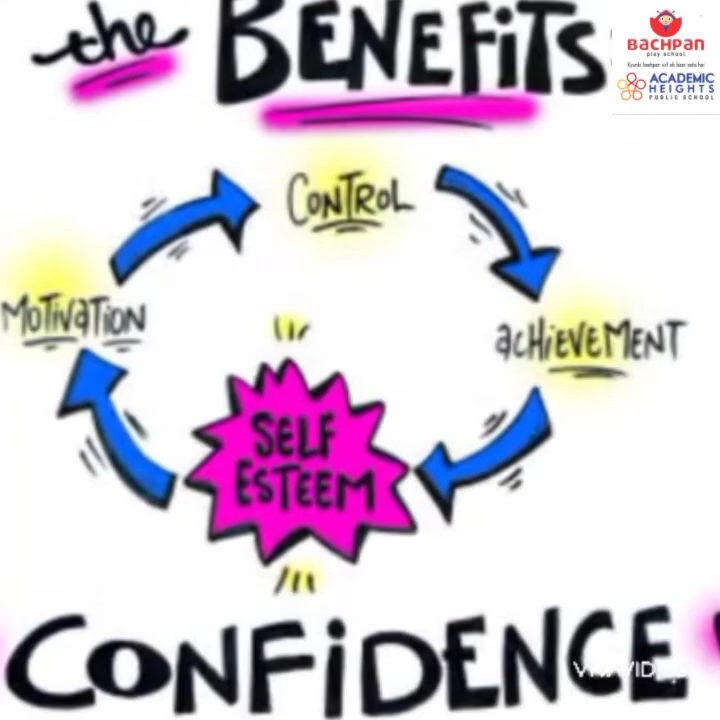 the BENEFITS
BACHPAN
play school
ACADEMIC
HEIGHTS
PUBLIC SCHOOL
CONTROL
MOTIVATION
ACHIEVEMENT
SELF
ESTEEM
CONFIDENCE